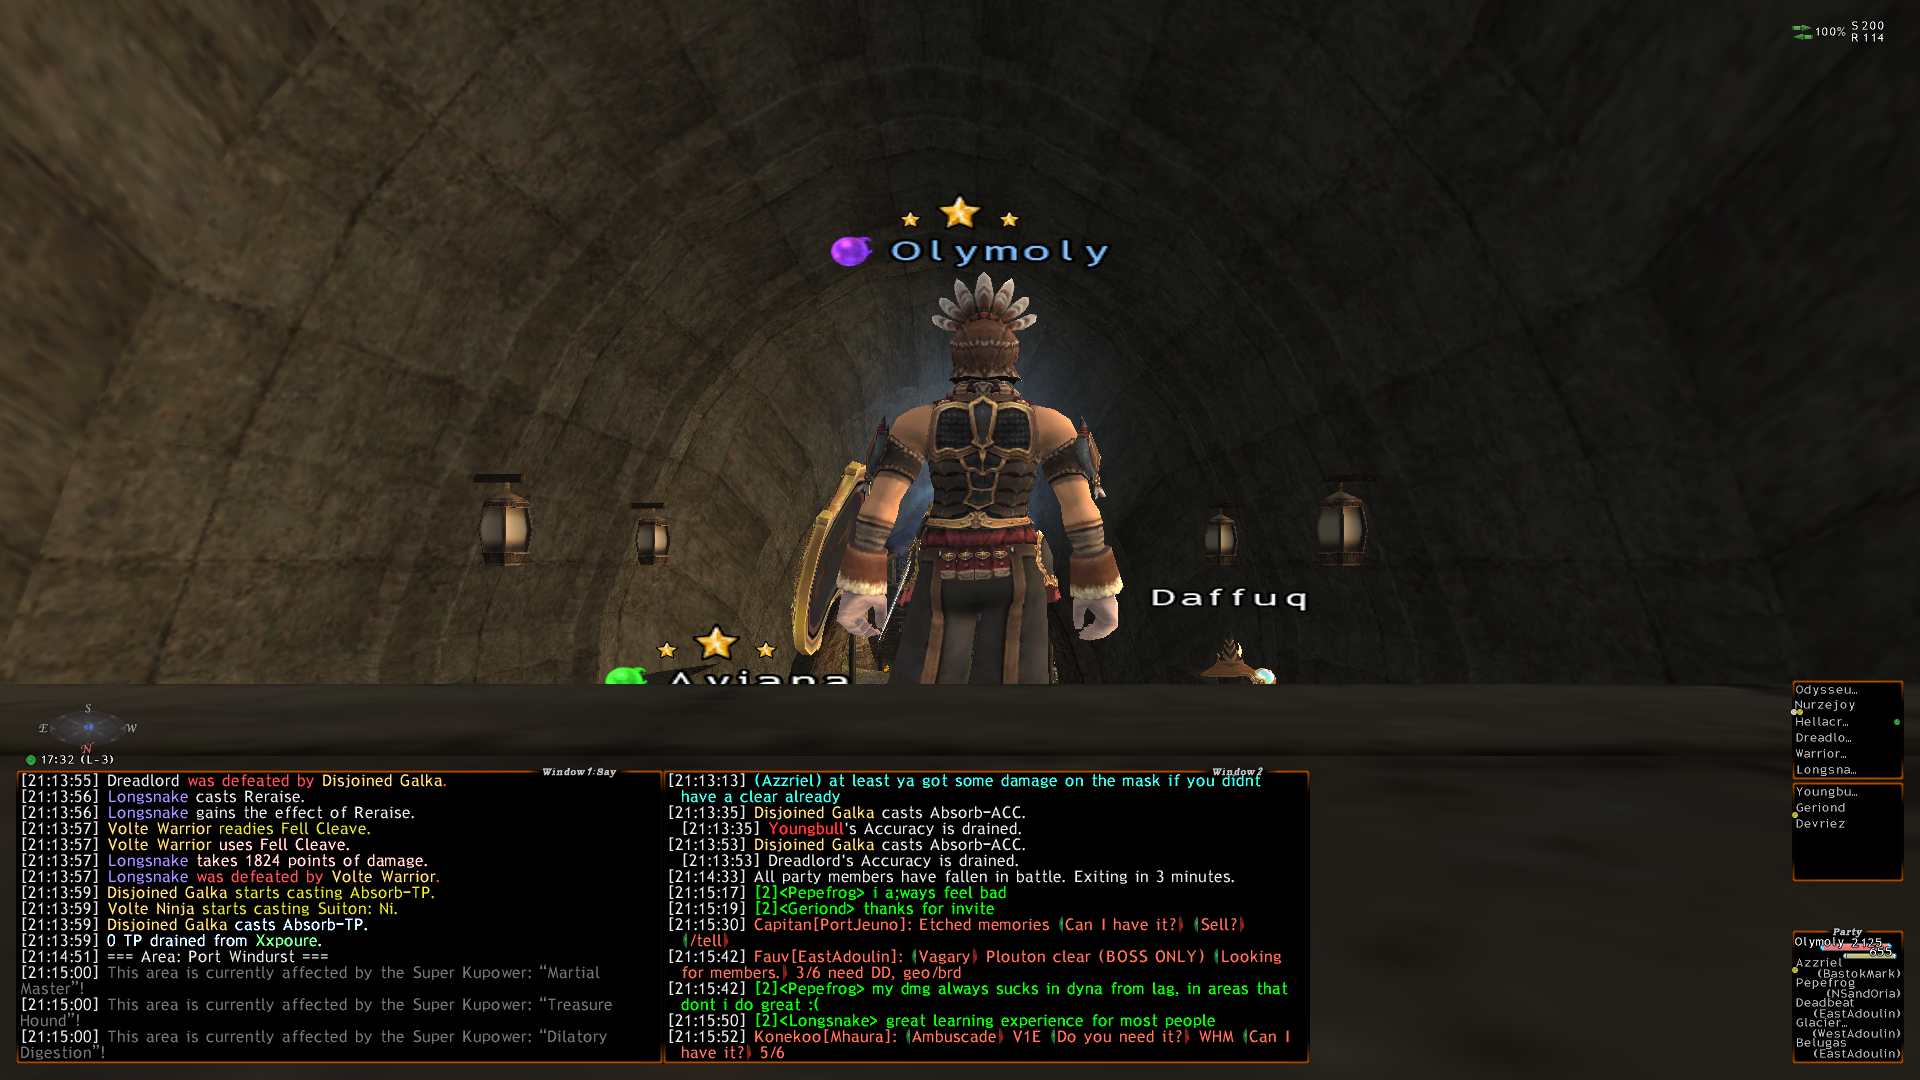 100% S 200
R 114
Olymoly
Daffuq
Aviana
S
E W
N
17:32 (L-3)
Window1:Say
[21:13:55] Dreadlord was defeated by Disjoined Galka.
[21:13:56] Longsnake casts Reraise.
[21:13:56] Longsnake gains the effect of Reraise.
[21:13:57] Volte Warrior readies Fell Cleave.
[21:13:57] Volte Warrior uses Fell Cleave.
[21:13:57] Longsnake takes 1824 points of damage.
[21:13:57] Longsnake was defeated by Volte Warrior.
[21:13:59] Disjoined Galka starts casting Absorb-TP.
[21:13:59] Volte Ninja starts casting Suiton: Ni.
[21:13:59] Disjoined Galka casts Absorb-TP.
[21:13:59] 0 TP drained from Xxpoure.
[21:14:51] === Area: Port Windurst ===
[21:15:00] This area is currently affected by the Super Kupower: “Martial
Master”!
[21:15:00] This area is currently affected by the Super Kupower: “Treasure
Hound”!
[21:15:00] This area is currently affected by the Super Kupower: “Dilatory
Digestion”!
Window2
[21:13:13] (Azzriel) at least ya got some damage on the mask if you didnt
have a clear already
[21:13:35] Disjoined Galka casts Absorb-ACC.
[21:13:35] Youngbull's Accuracy is drained.
[21:13:53] Disjoined Galka casts Absorb-ACC.
[21:13:53] Dreadlord's Accuracy is drained.
[21:14:33] All party members have fallen in battle. Exiting in 3 minutes.
[21:15:17] [2]<Pepefrog> i a;ways feel bad
[21:15:19] [2]<Geriond> thanks for invite
[21:15:30] Capitan[PortJeuno]: Etched memories (Can I have it?) (Sell?)
(/tell)
[21:15:42] Fauv[EastAdoulin]: (Vagary) Plouton clear (BOSS ONLY) (Looking
for members.) 3/6 need DD, geo/brd
[21:15:42] [2]<Pepefrog> my dmg always sucks in dyna from lag, in areas that
dont i do great :(
[21:15:50] [2]<Longsnake> great learning experience for most people
[21:15:52] Konekoo[Mhaura]: (Ambuscade) V1E (Do you need it?) WHM (Can I
have it?) 5/6
Odysseu…
Nurzejoy
Hellacr…
Dreadlo…
Warrior…
Longsna…
Youngbu…
Geriond
Devriez
Party
Olymoly 2125
655
Azzriel
(BastokMark)
Pepefrog
(NSandOria)
Deadbeat
(EastAdoulin)
Glacier…
(WestAdoulin)
Belugas
(EastAdoulin)